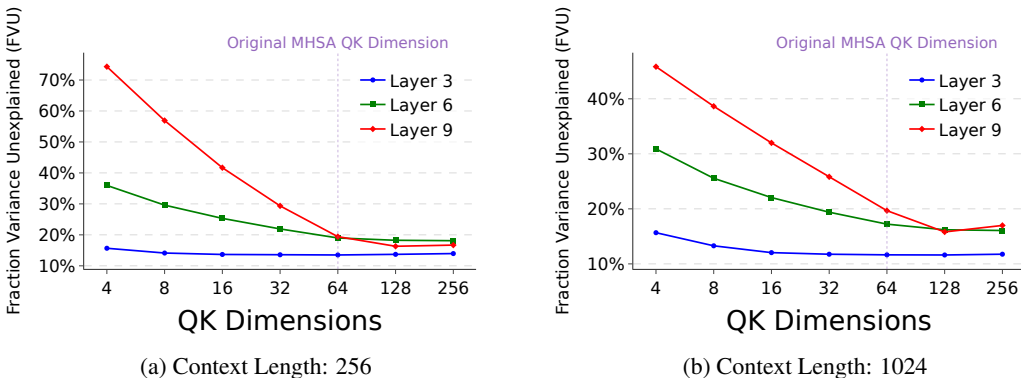 Fraction Variance Unexplained (FVU)
Original MHSA QK Dimension
70%
60%
50%
40%
30%
20%
10%
Layer 3
Layer 6
Layer 9
4 8 16 32 64 128 256
QK Dimensions
(a) Context Length: 256
Fraction Variance Unexplained (FVU)
Original MHSA QK Dimension
40%
30%
20%
10%
Layer 3
Layer 6
Layer 9
4 8 16 32 64 128 256
QK Dimensions
(b) Context Length: 1024